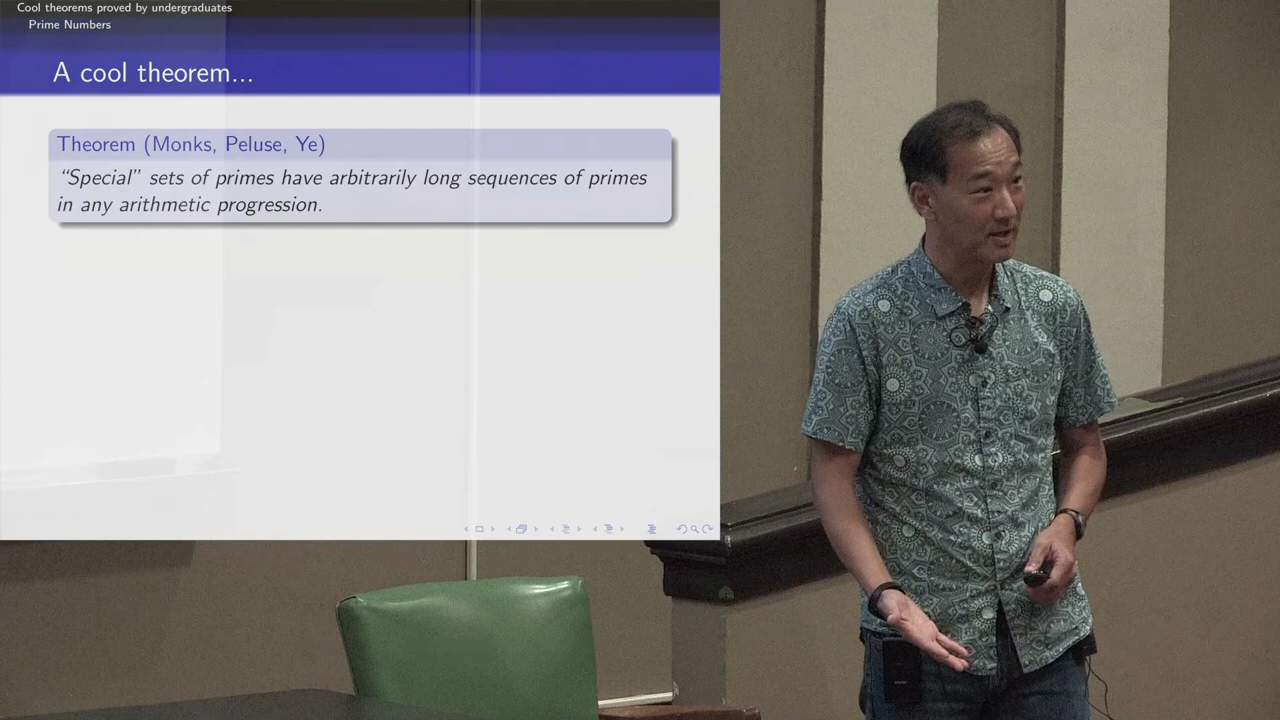 Cool theorems proved by undergraduates
Prime Numbers
A cool theorem...
Theorem (Monks, Peluse, Ye)
“Special” sets of primes have arbitrarily long sequences of primes
in any arithmetic progression.